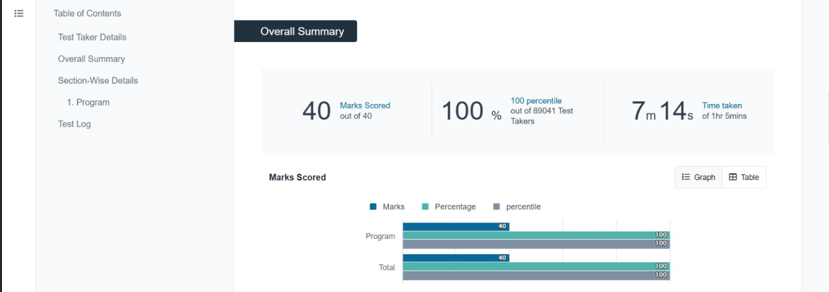 Table of Contents
Test Taker Details
Overall Summary
Section-Wise Details
1. Program
Test Log
Overall Summary
40 Marks Scored
out of 40
100 % 100 percentile
out of 89041 Test
Takers
7m 14s Time taken
of 1hr 5mins
Marks Scored
Graph Table
Marks Percentage percentile
Program 40
100
100
Total 40
100
100